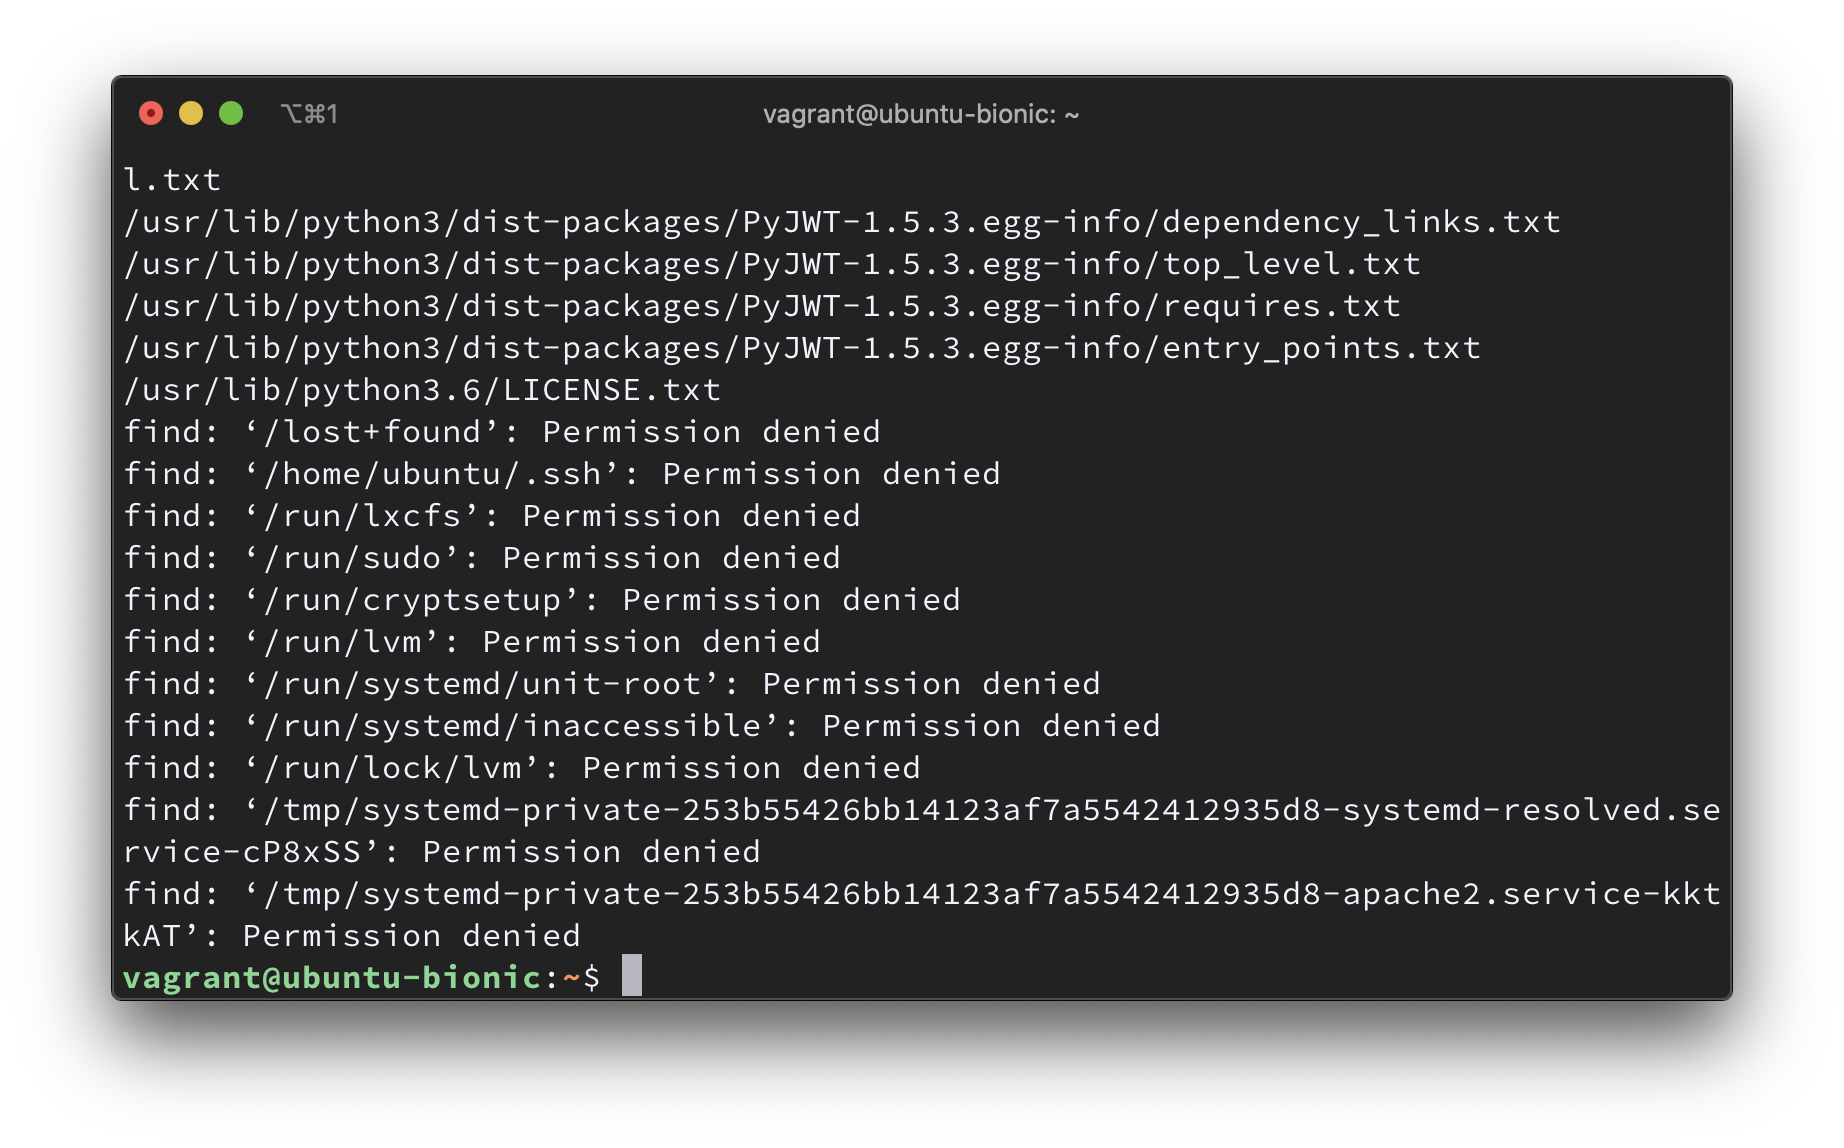 ⌥⌘1
vagrant@ubuntu-bionic: ~
l.txt
/usr/lib/python3/dist-packages/PyJWT-1.5.3.egg-info/dependency_links.txt
/usr/lib/python3/dist-packages/PyJWT-1.5.3.egg-info/top_level.txt
/usr/lib/python3/dist-packages/PyJWT-1.5.3.egg-info/requires.txt
/usr/lib/python3/dist-packages/PyJWT-1.5.3.egg-info/entry_points.txt
/usr/lib/python3.6/LICENSE.txt
find: ‘/lost+found’: Permission denied
find: ‘/home/ubuntu/.ssh’: Permission denied
find: ‘/run/lxcfs’: Permission denied
find: ‘/run/sudo’: Permission denied
find: ‘/run/cryptsetup’: Permission denied
find: ‘/run/lvm’: Permission denied
find: ‘/run/systemd/unit-root’: Permission denied
find: ‘/run/systemd/inaccessible’: Permission denied
find: ‘/run/lock/lvm’: Permission denied
find: ‘/tmp/systemd-private-253b55426bb14123af7a5542412935d8-systemd-resolved.se
rvice-cP8xSS’: Permission denied
find: ‘/tmp/systemd-private-253b55426bb14123af7a5542412935d8-apache2.service-kkt
kAT’: Permission denied
vagrant@ubuntu-bionic:~$